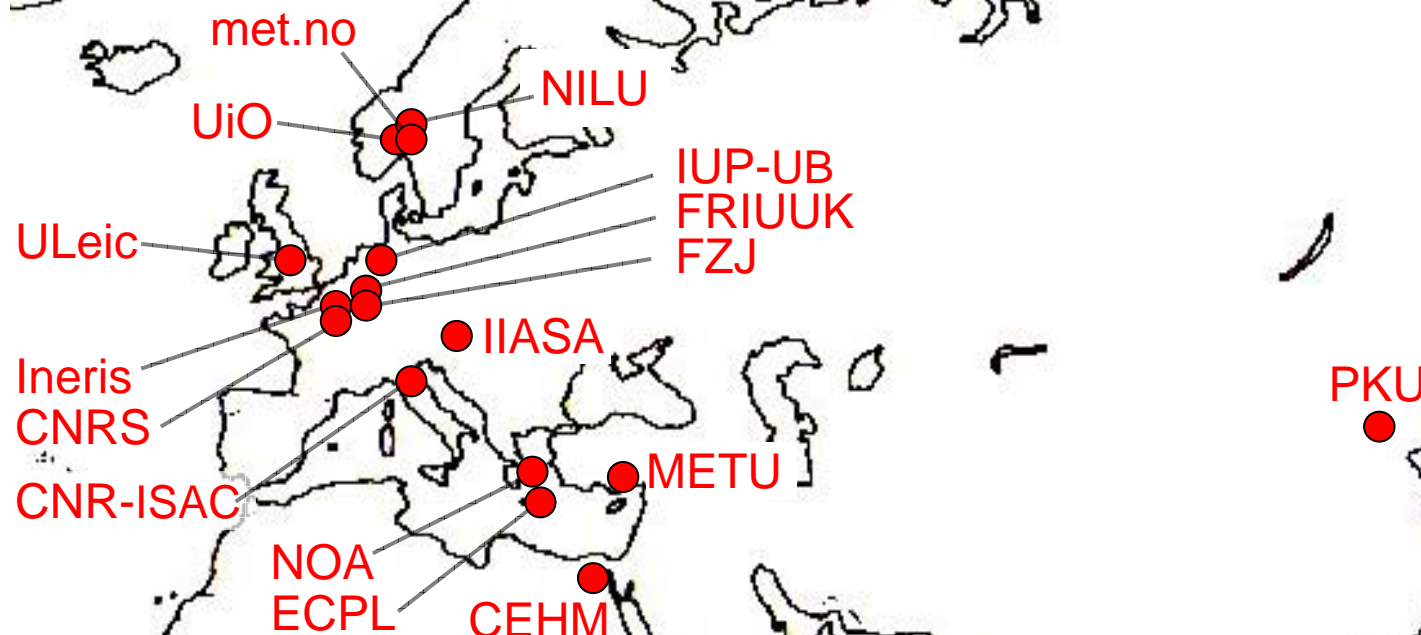 met.no
NILU
UiO
IUP-UB
FRIUUK
ULeic
FZJ
IIASA
Ineris
PKU
CNRS
METU
CNR-ISAC
NOA
ECPL
CEHM